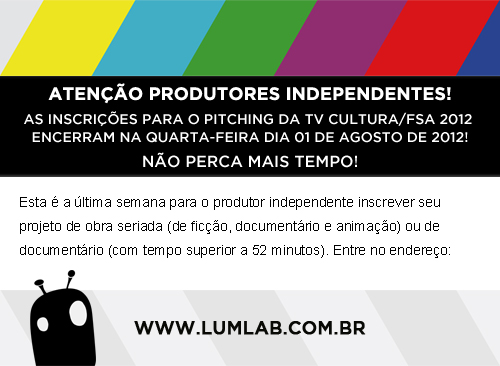 ATENÇÃO PRODUTORES INDEPENDENTES!
AS INSCRIÇÕES PARA O PITCHING DA TV CULTURA/FSA 2012
ENCERRAM NA QUARTA-FEIRA DIA 01 DE AGOSTO DE 2012!
NÃO PERCA MAIS TEMPO!
Esta é a última semana para o produtor independente inscrever seu
projeto de obra seriada (de ficção, documentário e animação) ou de
documentário (com tempo superior a 52 minutos). Entre no endereço:
WWW.LUMLAB.COM.BR